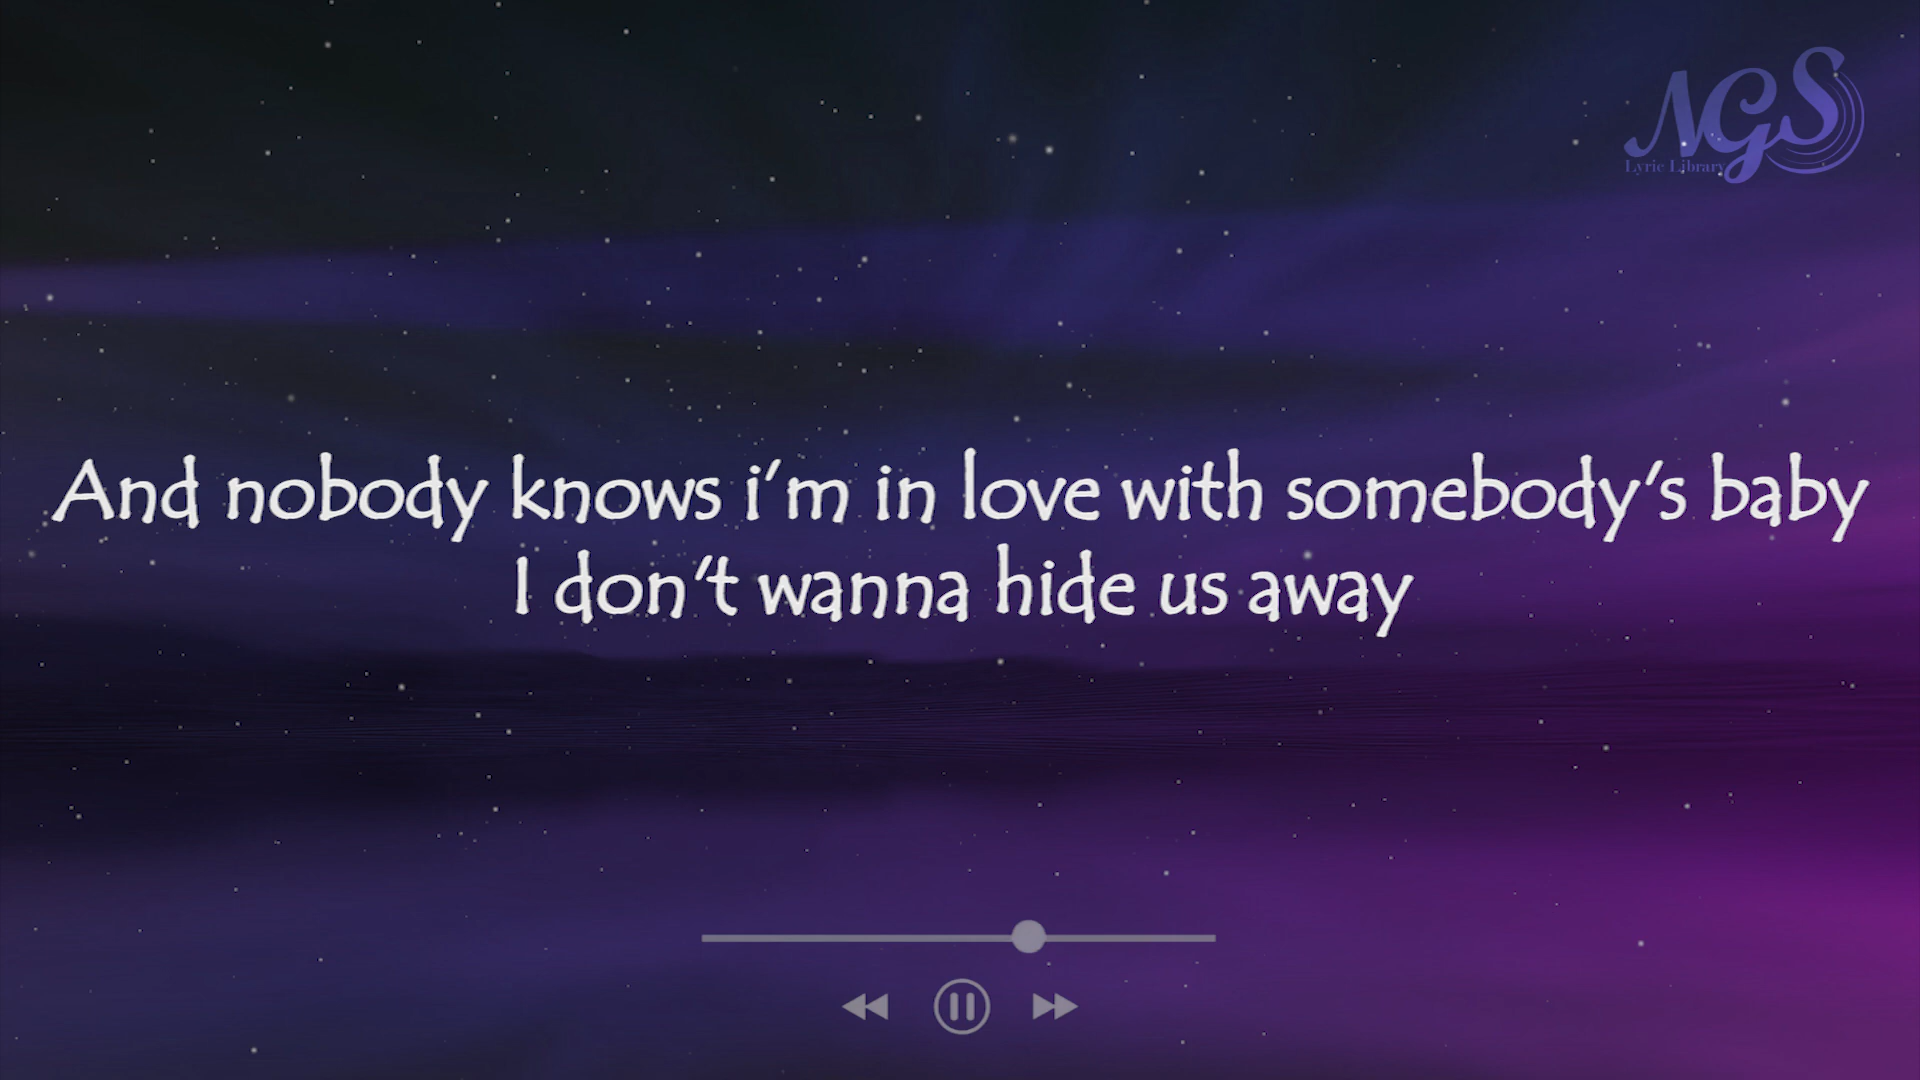 NGS
Lyric Library
And nobody knows i'm in love with somebody's baby
I don't wanna hide us away